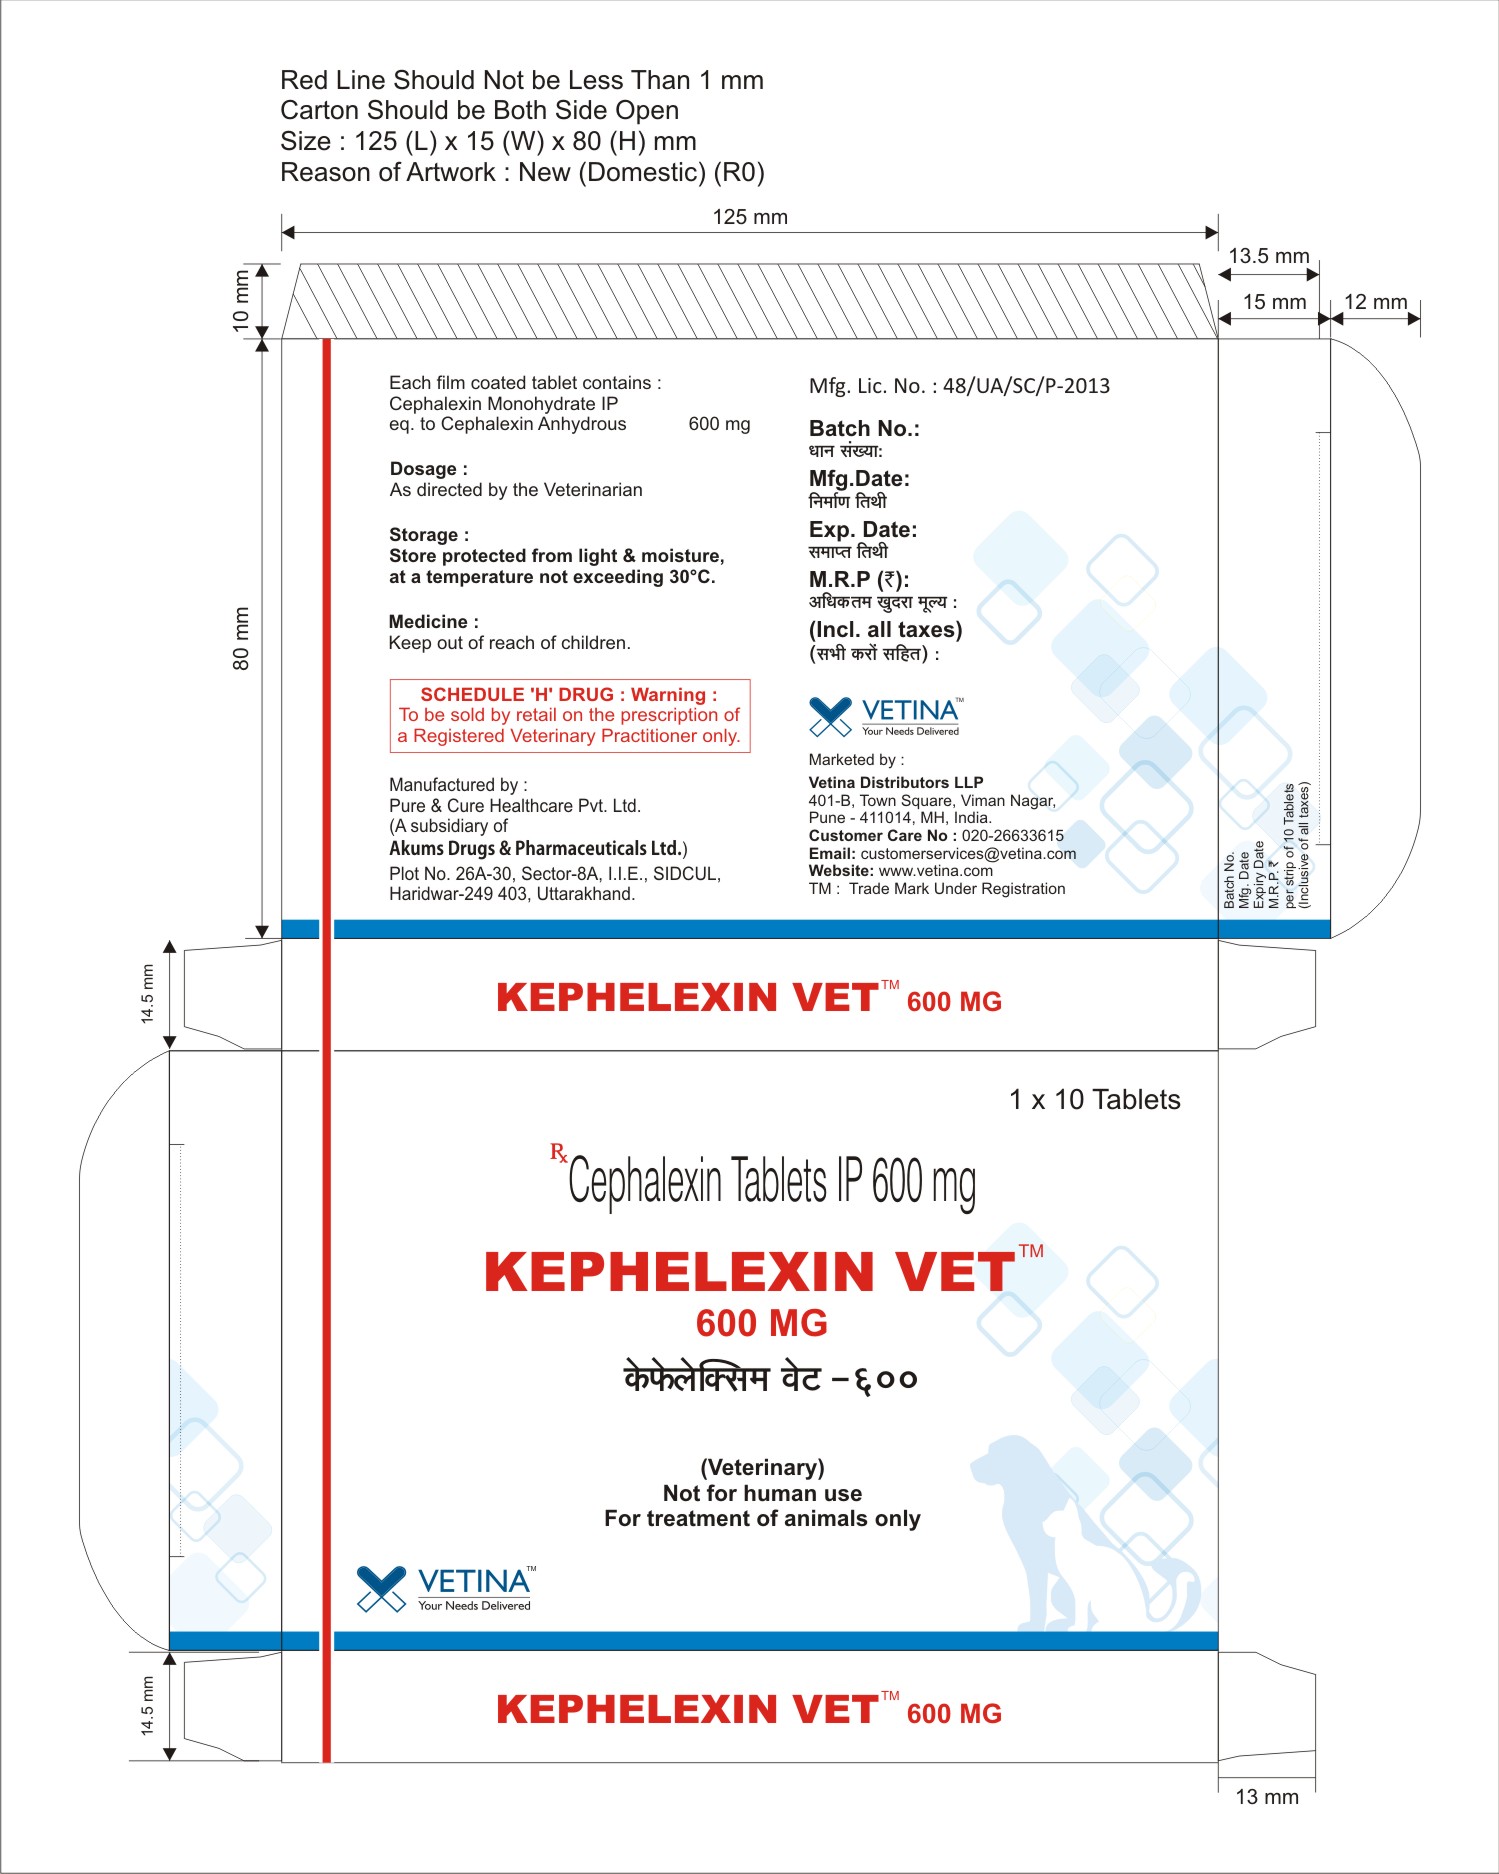 Red Line Should Not be Less Than 1 mm
Carton Should be Both Side Open
Size : 125 (L) x 15 (W) x 80 (H) mm
Reason of Artwork : New (Domestic) (R0)
125 mm
13.5 mm
15 mm
12 mm
10 mm
80 mm
Each film coated tablet contains :
Cephalexin Monohydrate IP
eq. to Cephalexin Anhydrous 600 mg
Dosage :
As directed by the Veterinarian
Storage :
Store protected from light & moisture,
at a temperature not exceeding 30°C.
Medicine :
Keep out of reach of children.
SCHEDULE 'H' DRUG : Warning :
To be sold by retail on the prescription of
a Registered Veterinary Practitioner only.
Manufactured by :
Pure & Cure Healthcare Pvt. Ltd.
(A subsidiary of
Akums Drugs & Pharmaceuticals Ltd.)
Plot No. 26A-30, Sector-8A, I.I.E., SIDCUL,
Haridwar-249 403, Uttarakhand.
Mfg. Lic. No. : 48/UA/SC/P-2013
Batch No.:
धान संख्या:
Mfg.Date:
निर्माण तिथी
Exp. Date:
समाप्त तिथी
M.R.P (₹):
अधिकतम खुदरा मूल्य :
(Incl. all taxes)
(सभी करों सहित) :
VETINA™
Your Needs Delivered
Marketed by :
Vetina Distributors LLP
401-B, Town Square, Viman Nagar,
Pune - 411014, MH, India.
Customer Care No : 020-26633615
Email: customerservices@vetina.com
Website: www.vetina.com
TM : Trade Mark Under Registration
Batch No.
Mfg. Date
Expiry Date
M.R.P. ₹
per strip of 10 Tablets
(Inclusive of all taxes)
14.5 mm
KEPHELEXIN VET™ 600 MG
1 x 10 Tablets
℞ Cephalexin Tablets IP 600 mg
KEPHELEXIN VET™
600 MG
केफेलेक्सिम वेट –६००
(Veterinary)
Not for human use
For treatment of animals only
VETINA™
Your Needs Delivered
14.5 mm
KEPHELEXIN VET™ 600 MG
13 mm